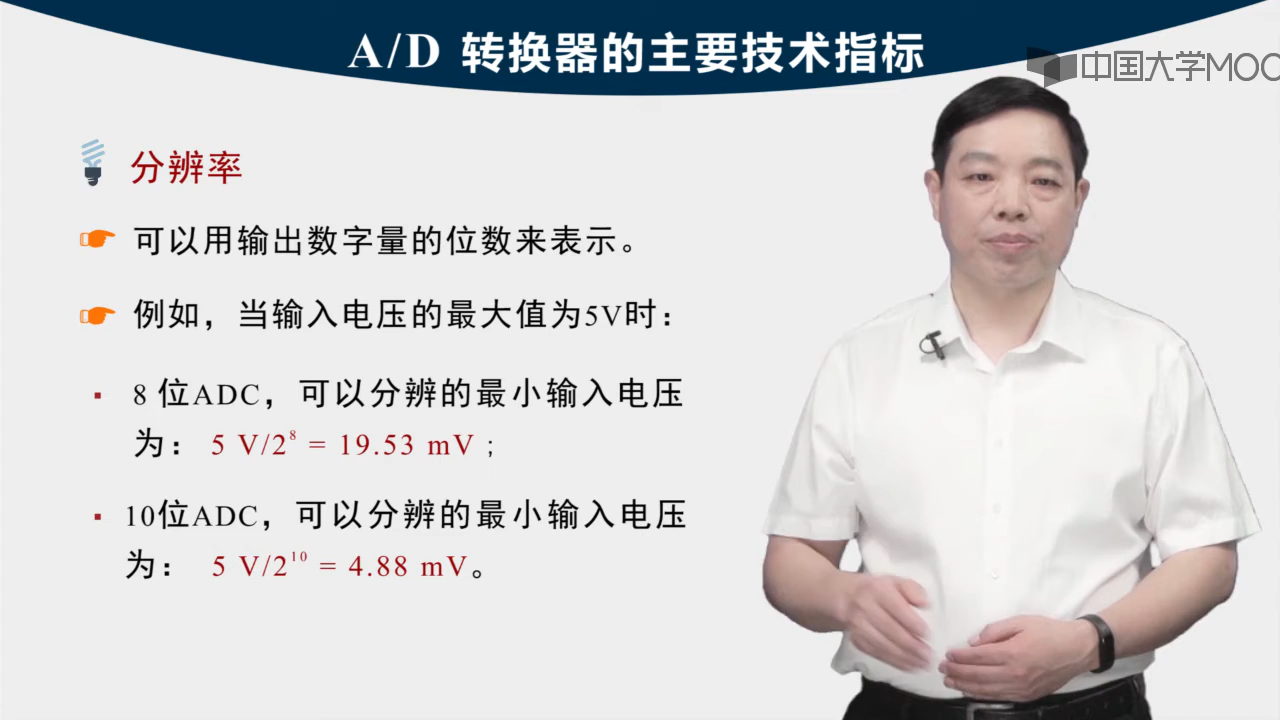 A/D 转换器的主要技术指标
中国大学MOO
分辨率
可以用输出数字量的位数来表示。
例如，当输入电压的最大值为5V时：
8 位ADC，可以分辨的最小输入电压
为： 5 V/2⁸ = 19.53 mV；
10位ADC，可以分辨的最小输入电压
为： 5 V/2¹⁰ = 4.88 mV。